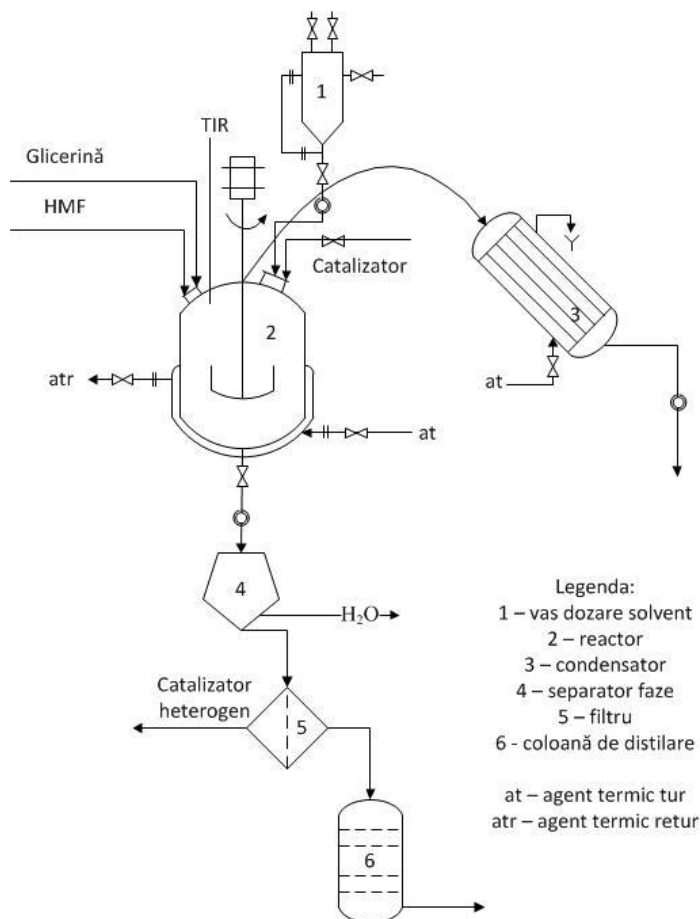 1
TIR
Glicerină
HMF
Catalizator
2
3
atr
at
at
4
H₂O
Catalizator
heterogen
5
6
Legenda:
1 – vas dozare solvent
2 – reactor
3 – condensator
4 – separator faze
5 – filtru
6 - coloană de distilare
at – agent termic tur
atr – agent termic retur